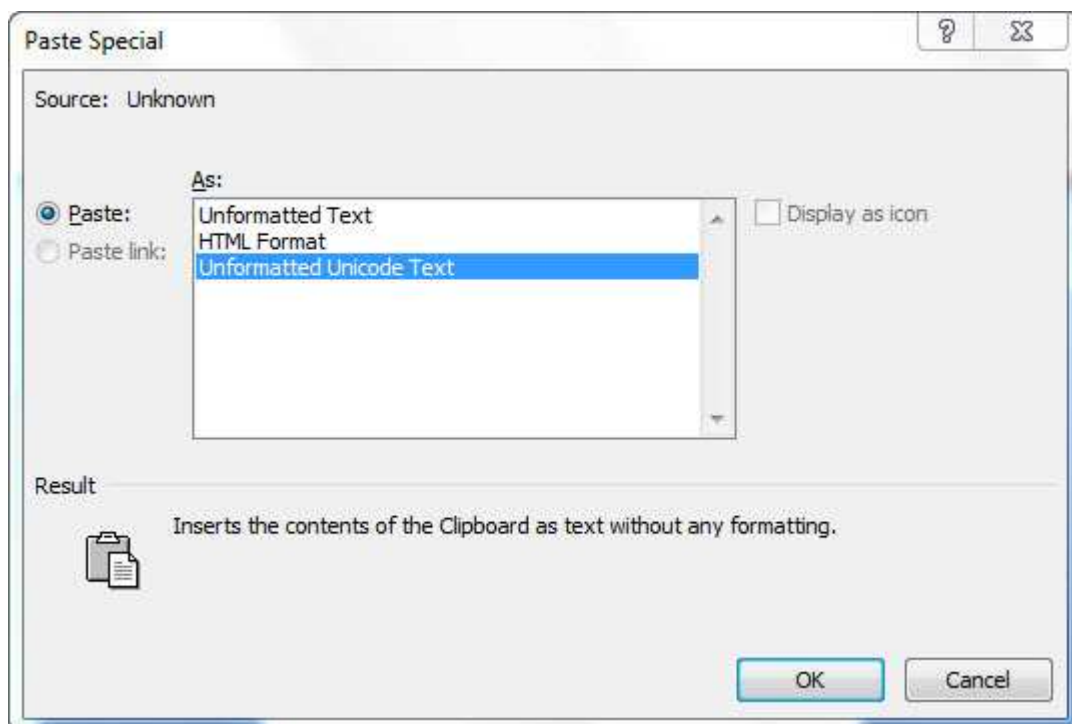 Paste Special
Source: Unknown
As:
Paste:
Paste link:
Unformatted Text
HTML Format
Unformatted Unicode Text
Display as icon
Result
Inserts the contents of the Clipboard as text without any formatting.
OK
Cancel